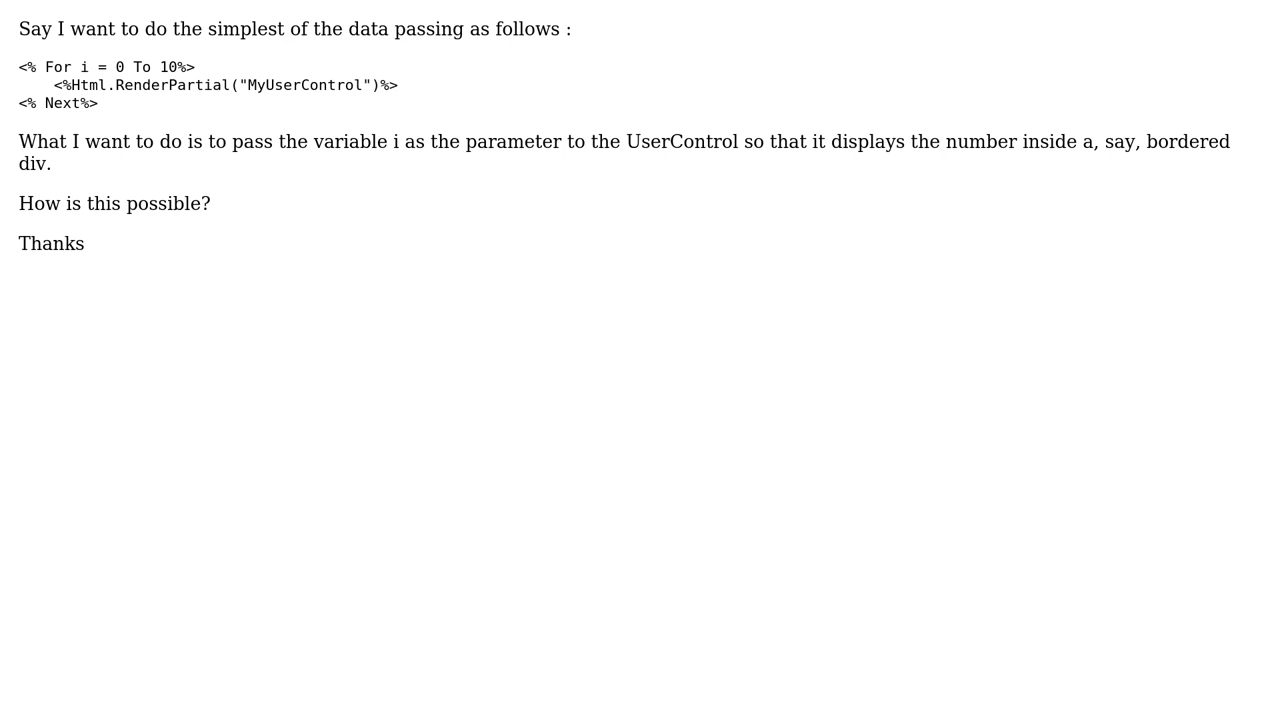 Say I want to do the simplest of the data passing as follows :
<% For i = 0 To 10%>
    <%Html.RenderPartial("MyUserControl")%>
<% Next%>
What I want to do is to pass the variable i as the parameter to the UserControl so that it displays the number inside a, say, bordered
div.
How is this possible?
Thanks